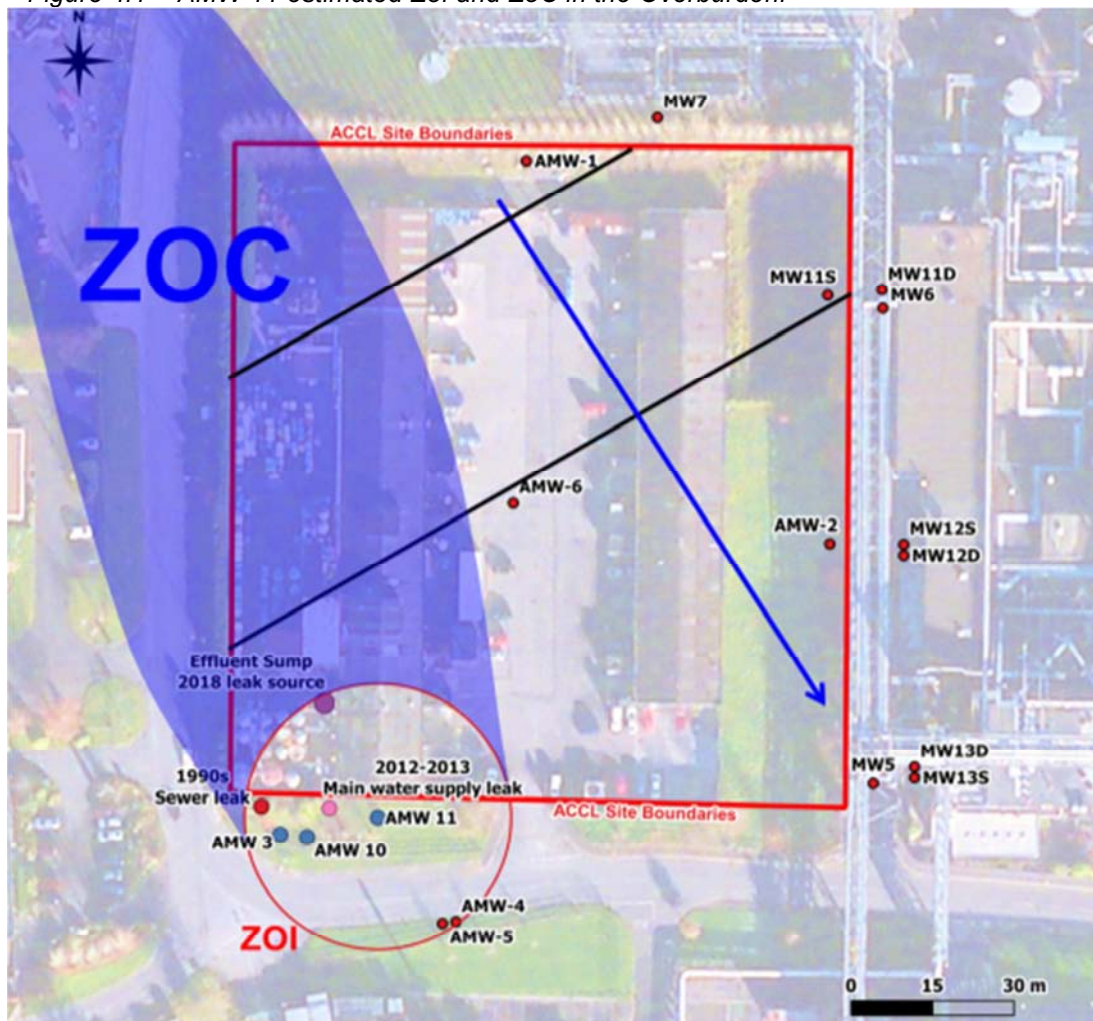 Figure 4.7 – AMW-11 estimated ZOI and ZOC in the Overburden.
N
MW7
ACCL Site Boundaries
AMW-1
ZOC
MW11S
MW11D
MW6
AMW-6
AMW-2
MW12S
MW12D
Effluent Sump
2018 leak source
1990s
Sewer leak
2012-2013
Main water supply leak
MW13D
MW5
MW13S
ACCL Site Boundaries
AMW 11
AMW 3
AMW 10
AMW-4
AMW-5
ZOI
0 15 30 m